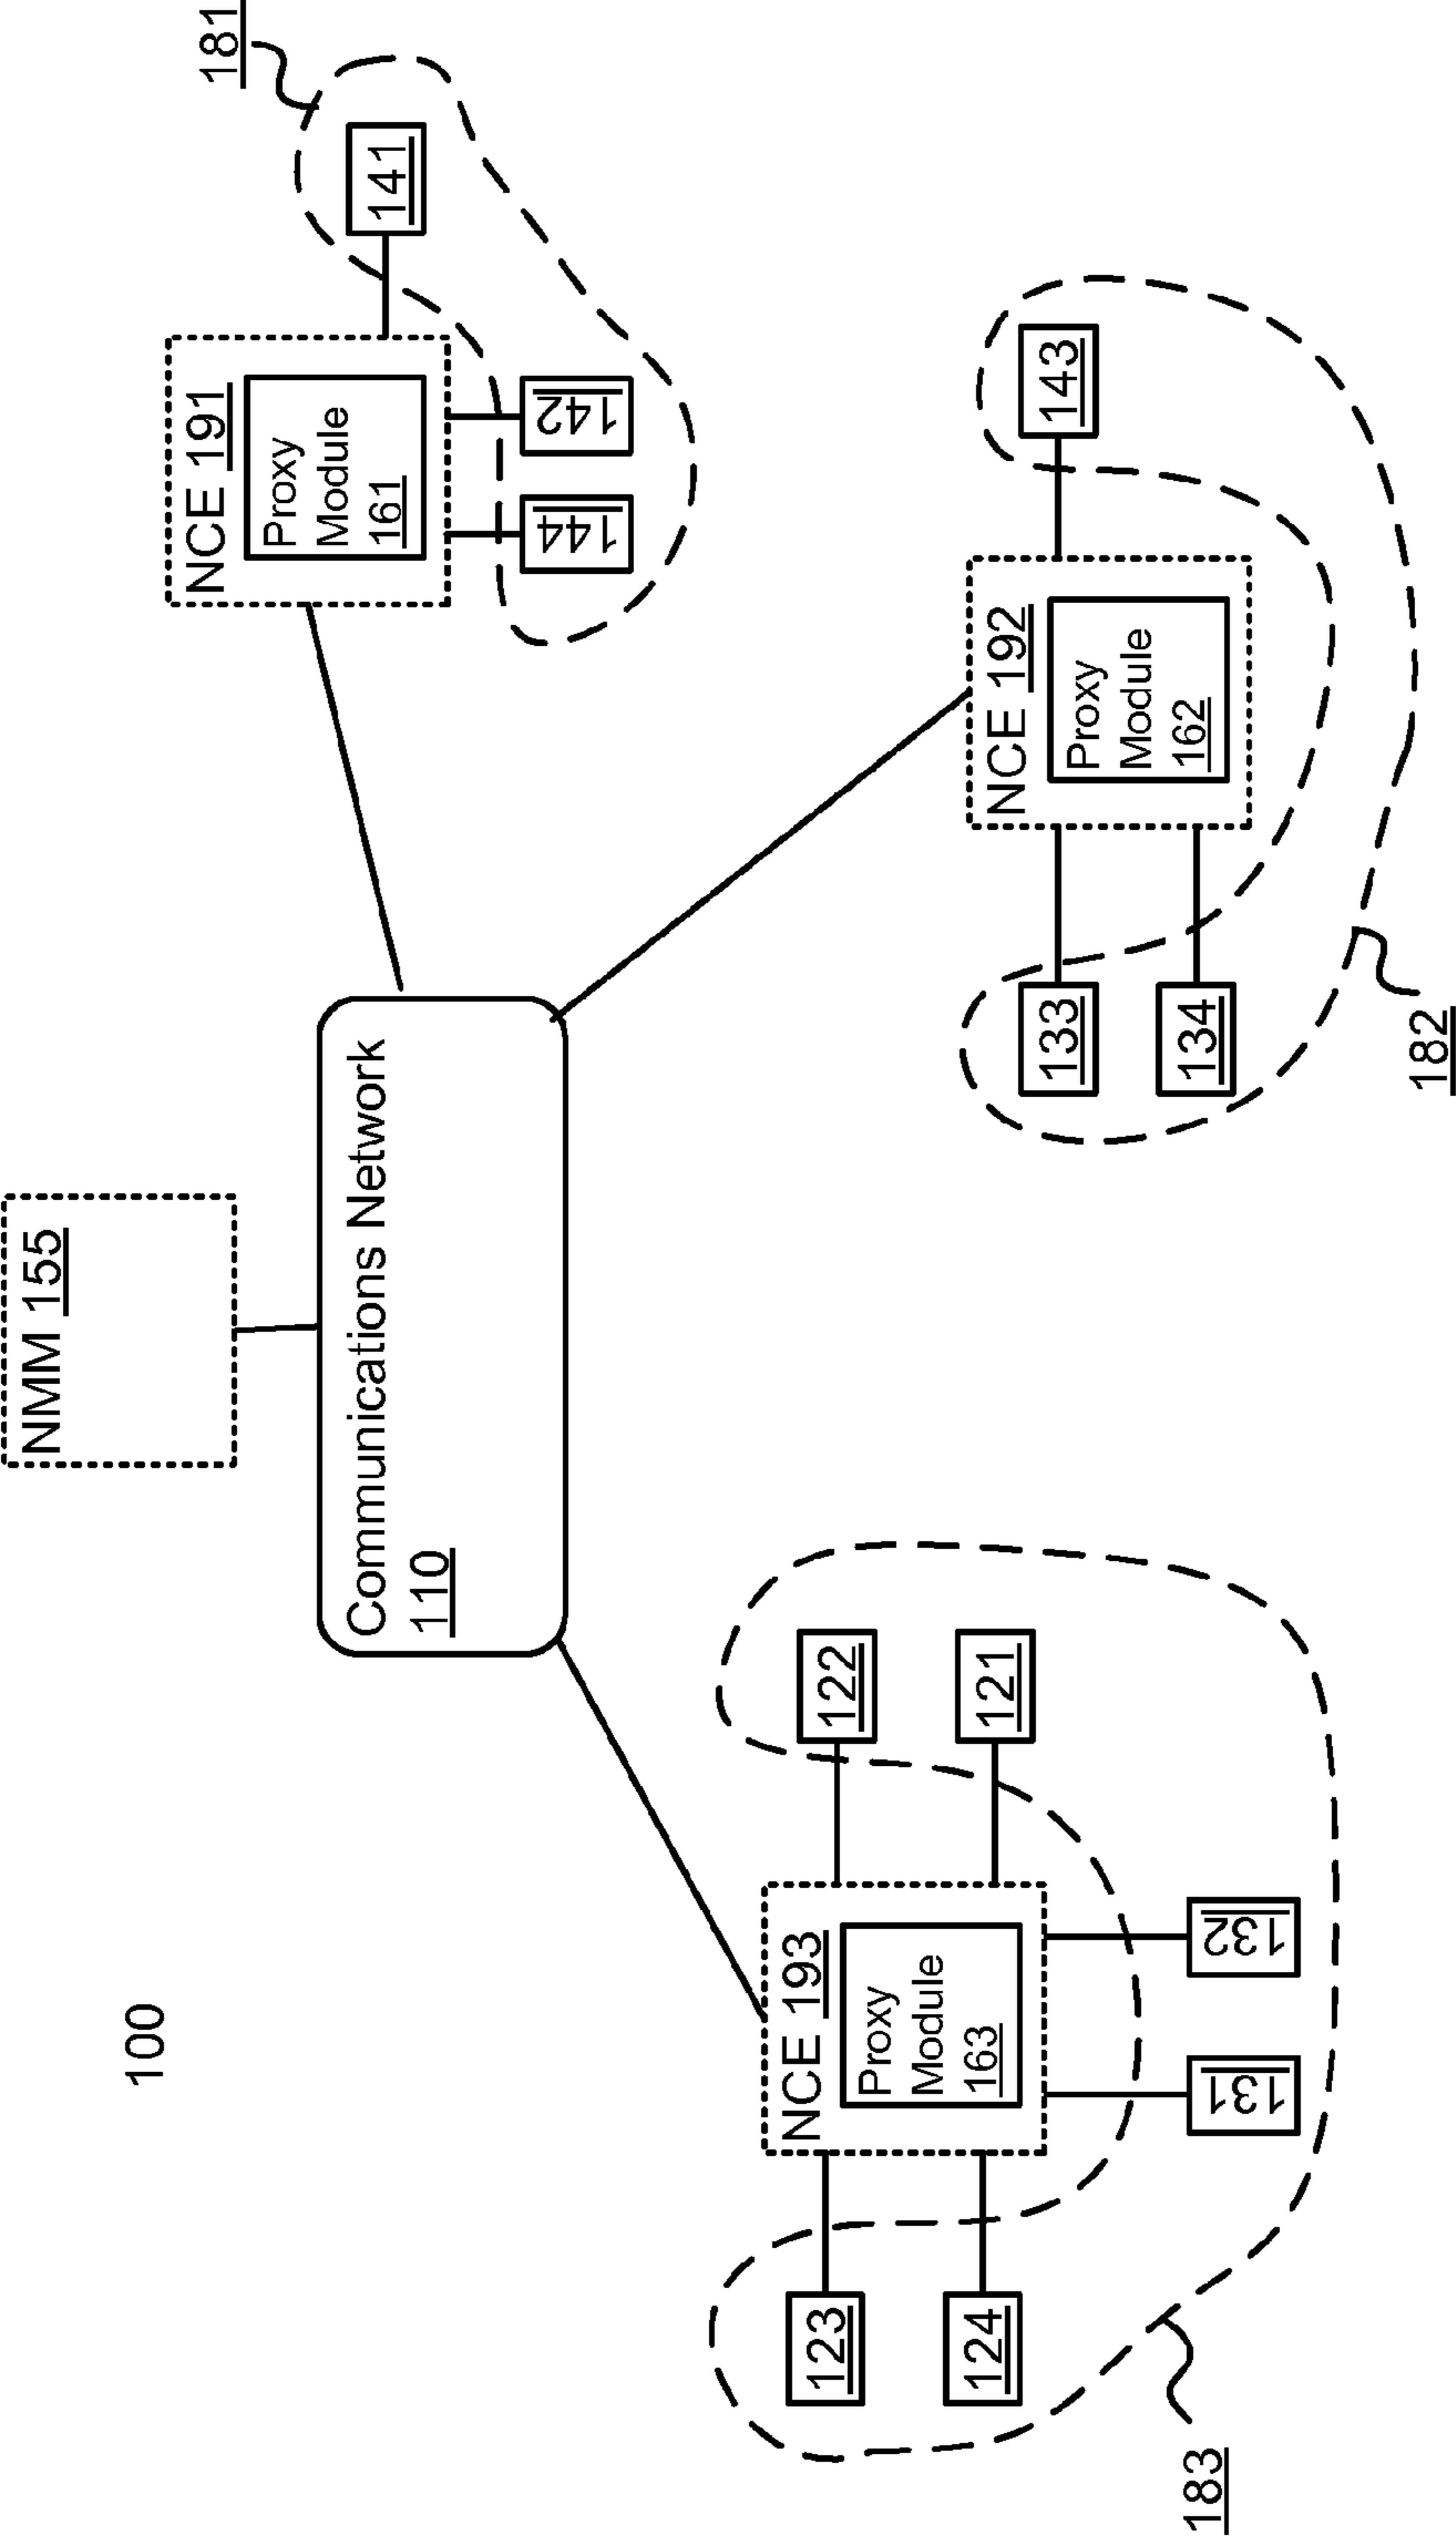 100
NMM 155
Communications Network
110
NCE 193
Proxy
Module
163
123
124
131
132
122
121
183
NCE 192
Proxy
Module
162
133
134
143
182
NCE 191
Proxy
Module
161
144
142
141
181